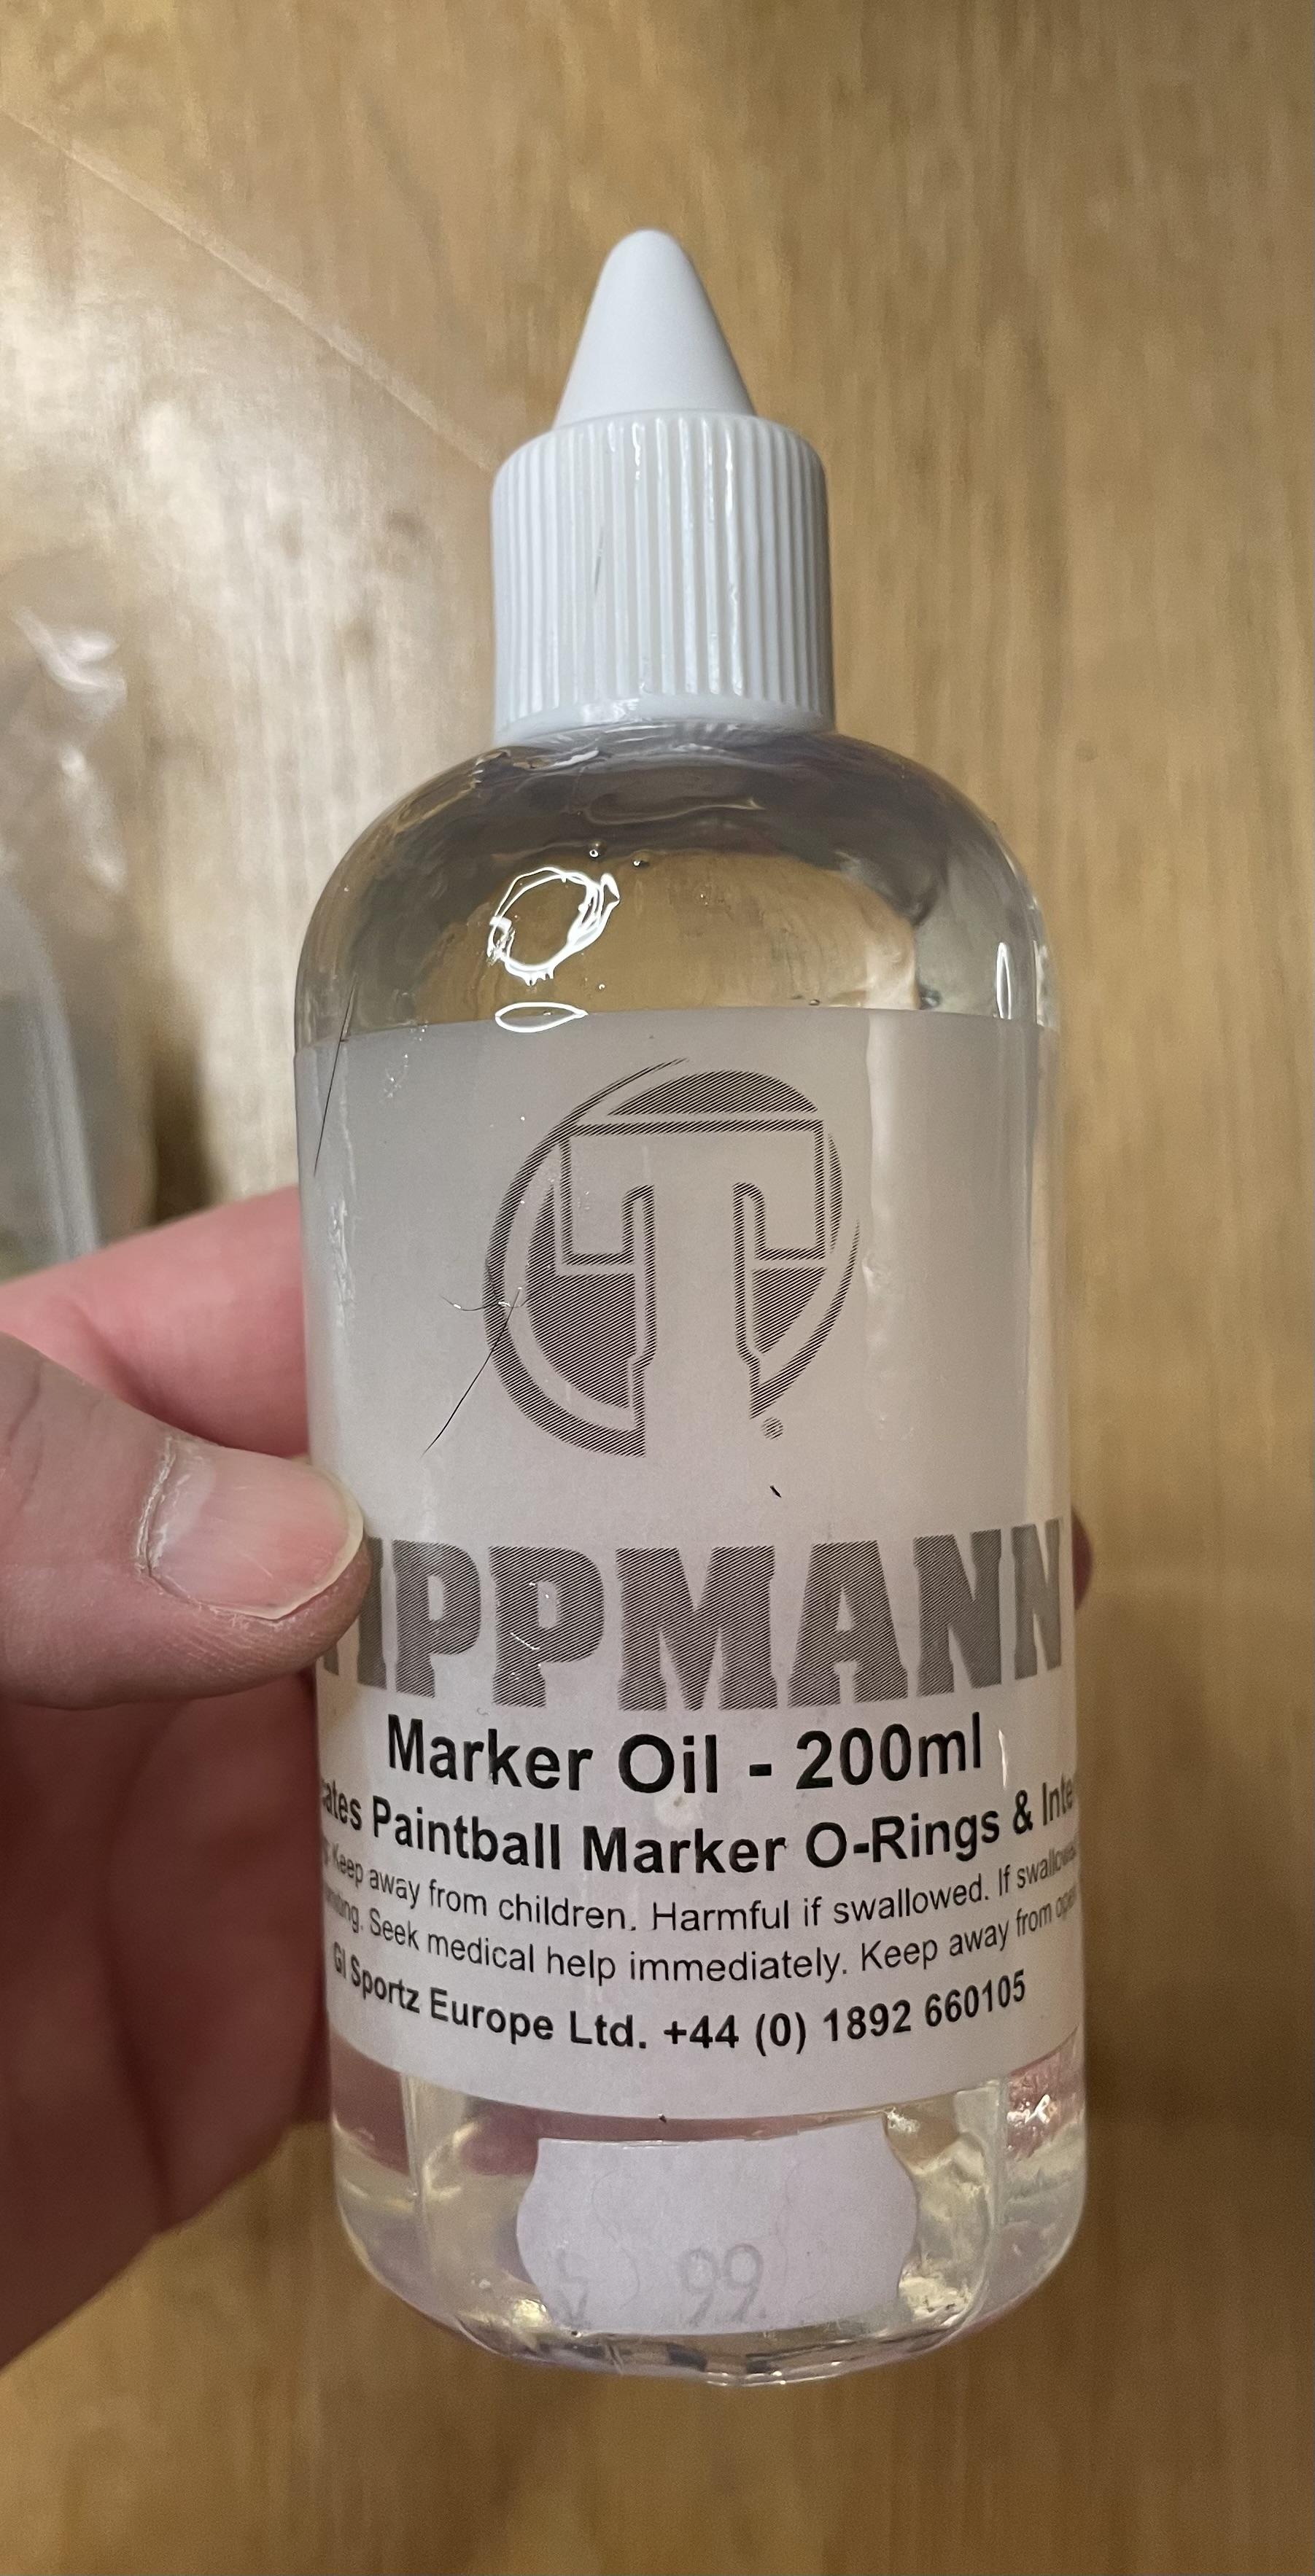 TIPPMANN
Marker Oil - 200ml
Paintball Marker O-Rings &
Keep away from children. Harmful if swallowed. If
Seek medical help immediately. Keep away from
GI Sportz Europe Ltd. +44 (0) 1892 660105
99